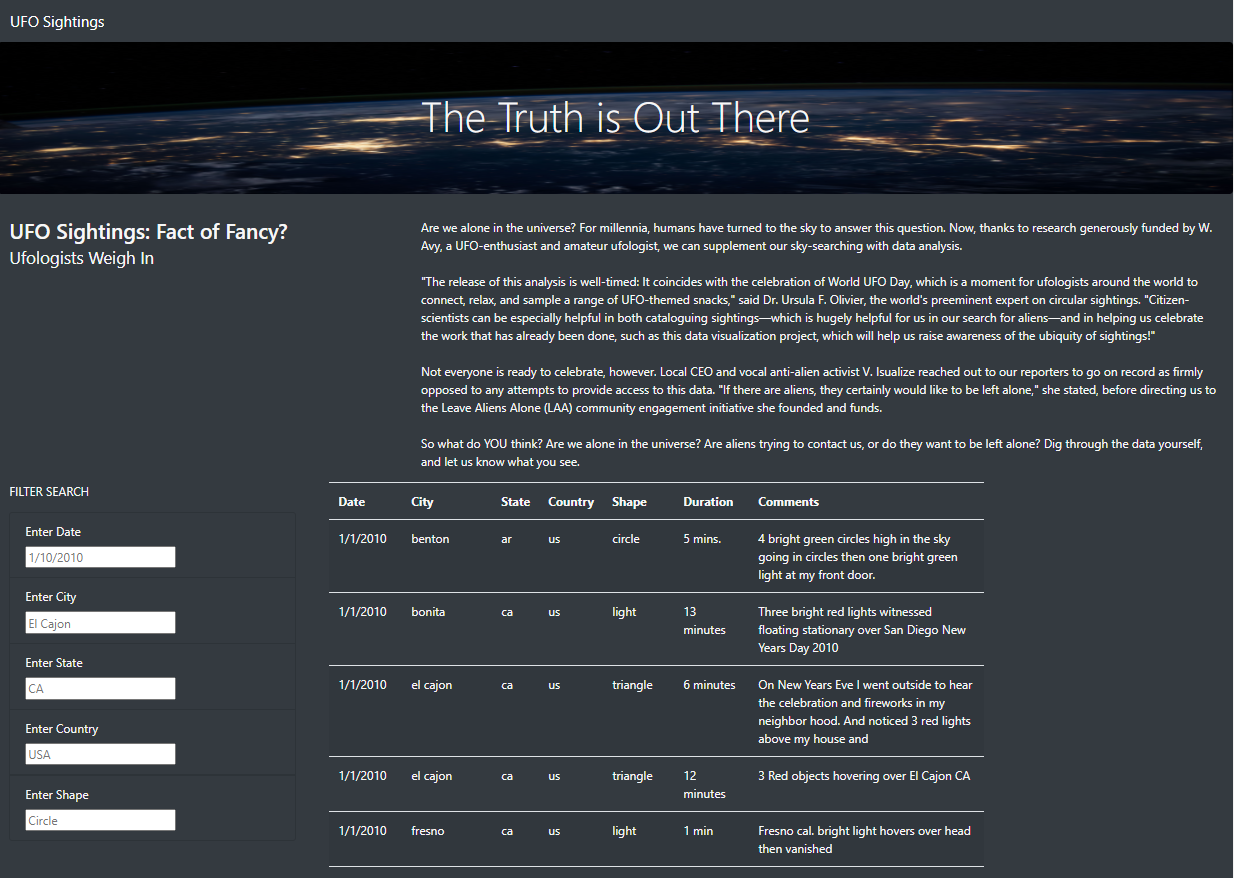 UFO Sightings
The Truth is Out There
UFO Sightings: Fact of Fancy?
Ufologists Weigh In
Are we alone in the universe? For millennia, humans have turned to the sky to answer this question. Now, thanks to research generously funded by W.
Avy, a UFO-enthusiast and amateur ufologist, we can supplement our sky-searching with data analysis.
"The release of this analysis is well-timed: It coincides with the celebration of World UFO Day, which is a moment for ufologists around the world to
connect, relax, and sample a range of UFO-themed snacks," said Dr. Ursula F. Olivier, the world's preeminent expert on circular sightings. "Citizen-
scientists can be especially helpful in both cataloguing sightings—which is hugely helpful for us in our search for aliens—and in helping us celebrate
the work that has already been done, such as this data visualization project, which will help us raise awareness of the ubiquity of sightings!"
Not everyone is ready to celebrate, however. Local CEO and vocal anti-alien activist V. Isualize reached out to our reporters to go on record as firmly
opposed to any attempts to provide access to this data. "If there are aliens, they certainly would like to be left alone," she stated, before directing us to
the Leave Aliens Alone (LAA) community engagement initiative she founded and funds.
So what do YOU think? Are we alone in the universe? Are aliens trying to contact us, or do they want to be left alone? Dig through the data yourself,
and let us know what you see.
FILTER SEARCH
Enter Date
1/10/2010
Enter City
El Cajon
Enter State
CA
Enter Country
USA
Enter Shape
Circle
Date City State Country Shape Duration Comments
1/1/2010 benton ar us circle 5 mins. 4 bright green circles high in the sky
going in circles then one bright green
light at my front door.
1/1/2010 bonita ca us light 13 Three bright red lights witnessed
minutes floating stationary over San Diego New
Years Day 2010
1/1/2010 el cajon ca us triangle 6 minutes On New Years Eve I went outside to hear
the celebration and fireworks in my
neighbor hood. And noticed 3 red lights
above my house and
1/1/2010 el cajon ca us triangle 12 3 Red objects hovering over El Cajon CA
minutes
1/1/2010 fresno ca us light 1 min Fresno cal. bright light hovers over head
then vanished